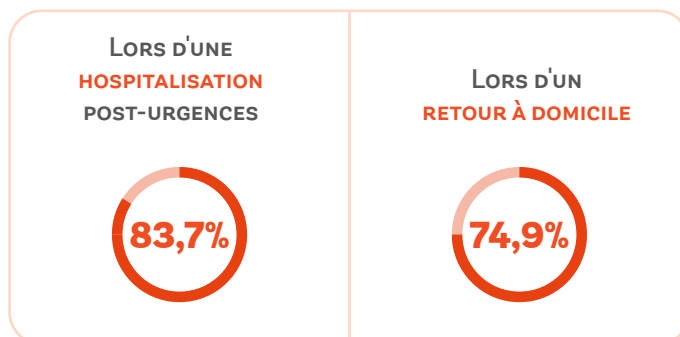 Lors d'une
hospitalisation
post-urgences
83,7%
Lors d'un
retour à domicile
74,9%